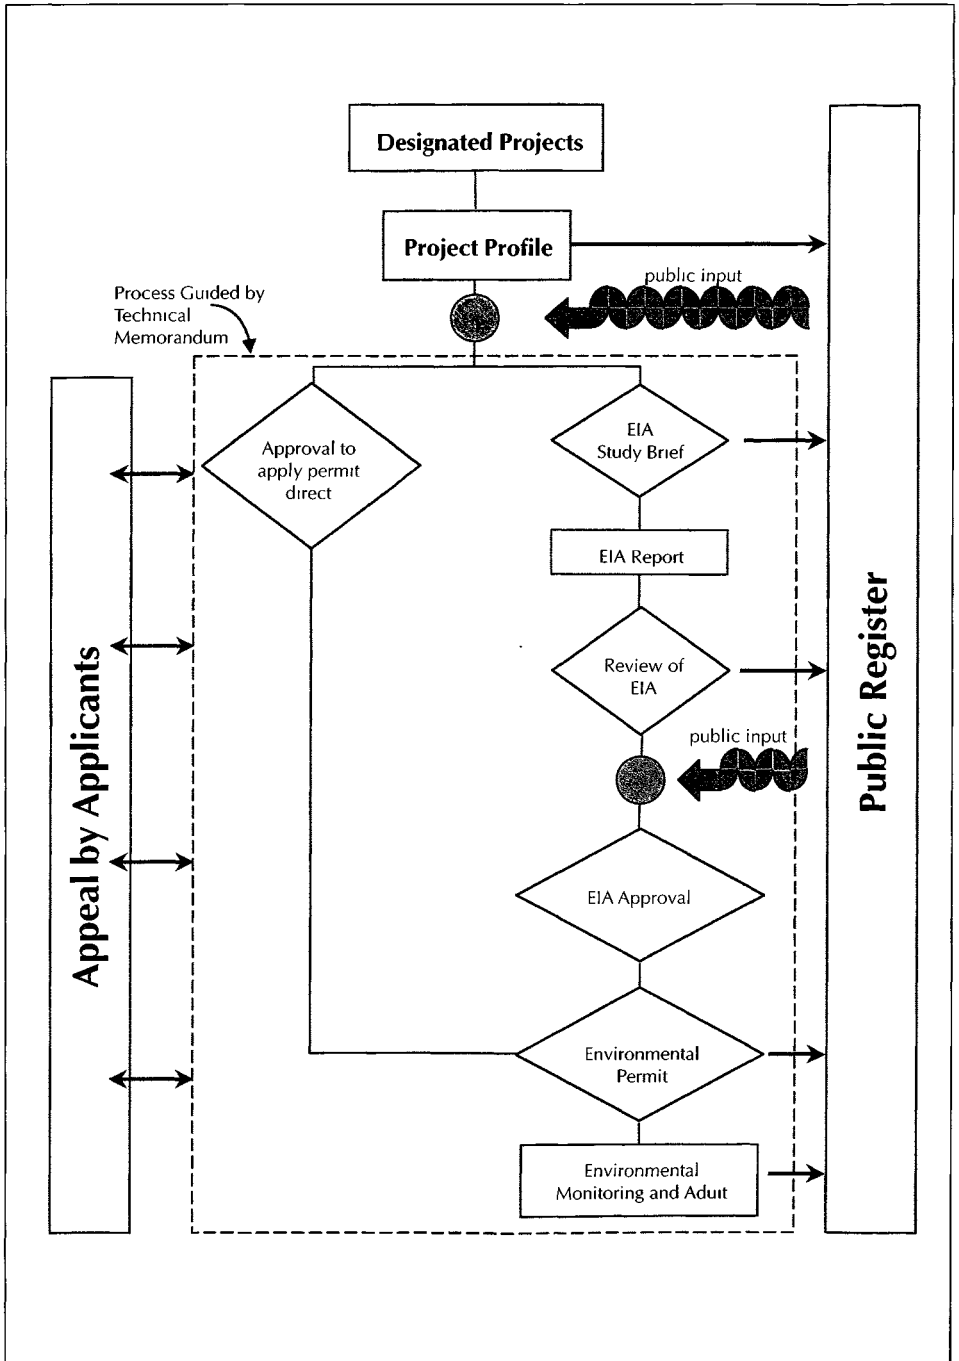 Designated Projects
Project Profile
public input
Process Guided by
Technical
Memorandum
Approval to
apply permit
direct
EIA
Study Brief
EIA Report
Review of
EIA
public input
EIA Approval
Environmental
Permit
Environmental
Monitoring and Aduit
Appeal by Applicants
Public Register